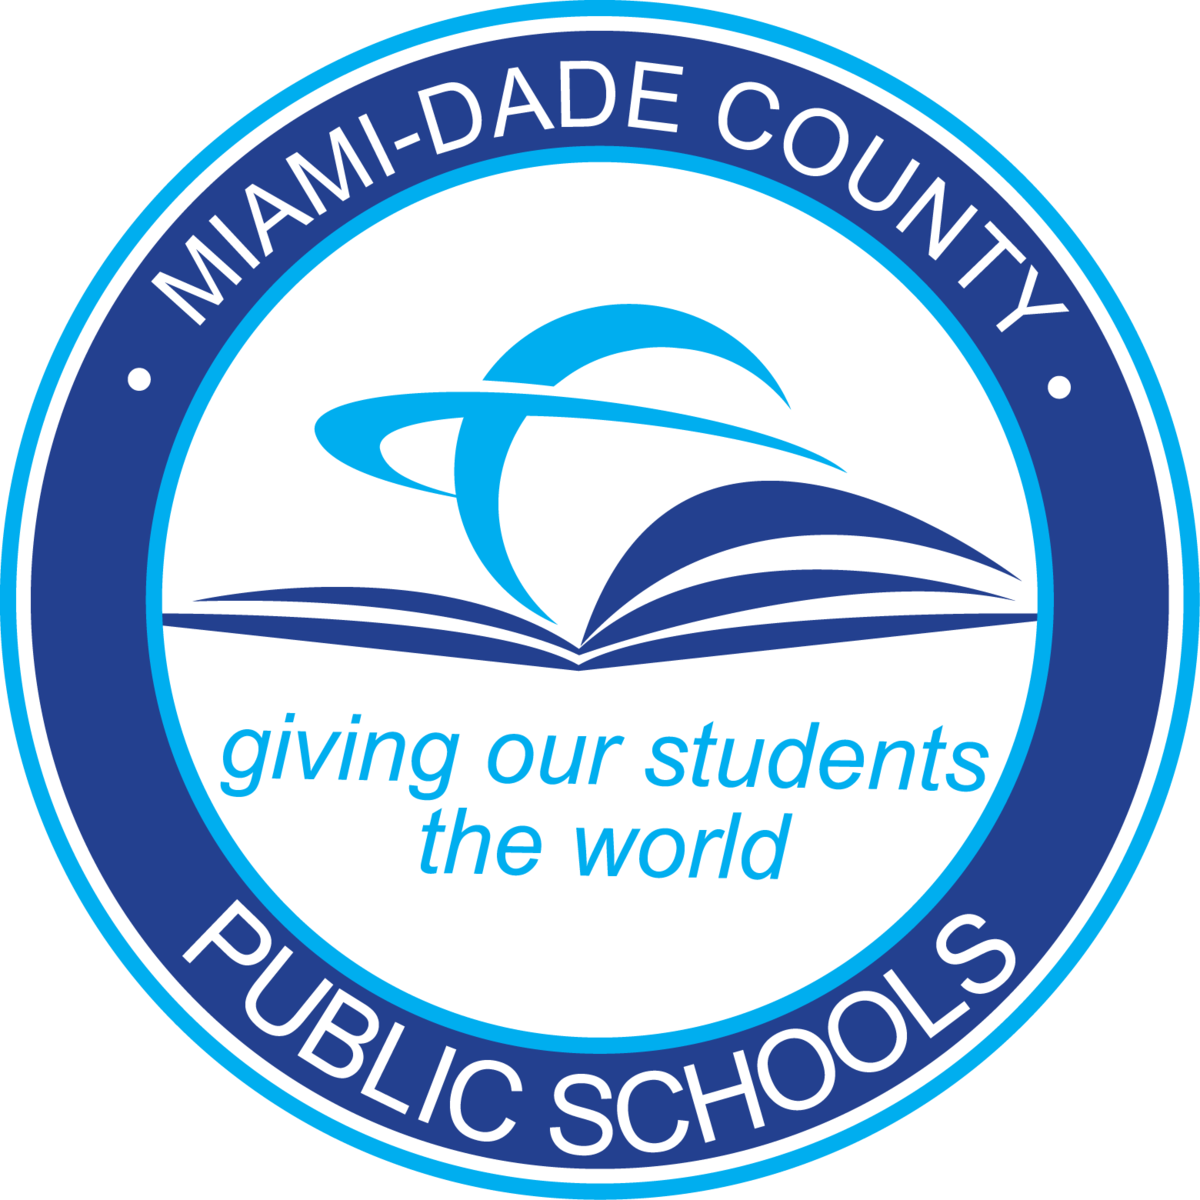 MIAMI-DADE COUNTY
giving our students
the world
PUBLIC SCHOOLS